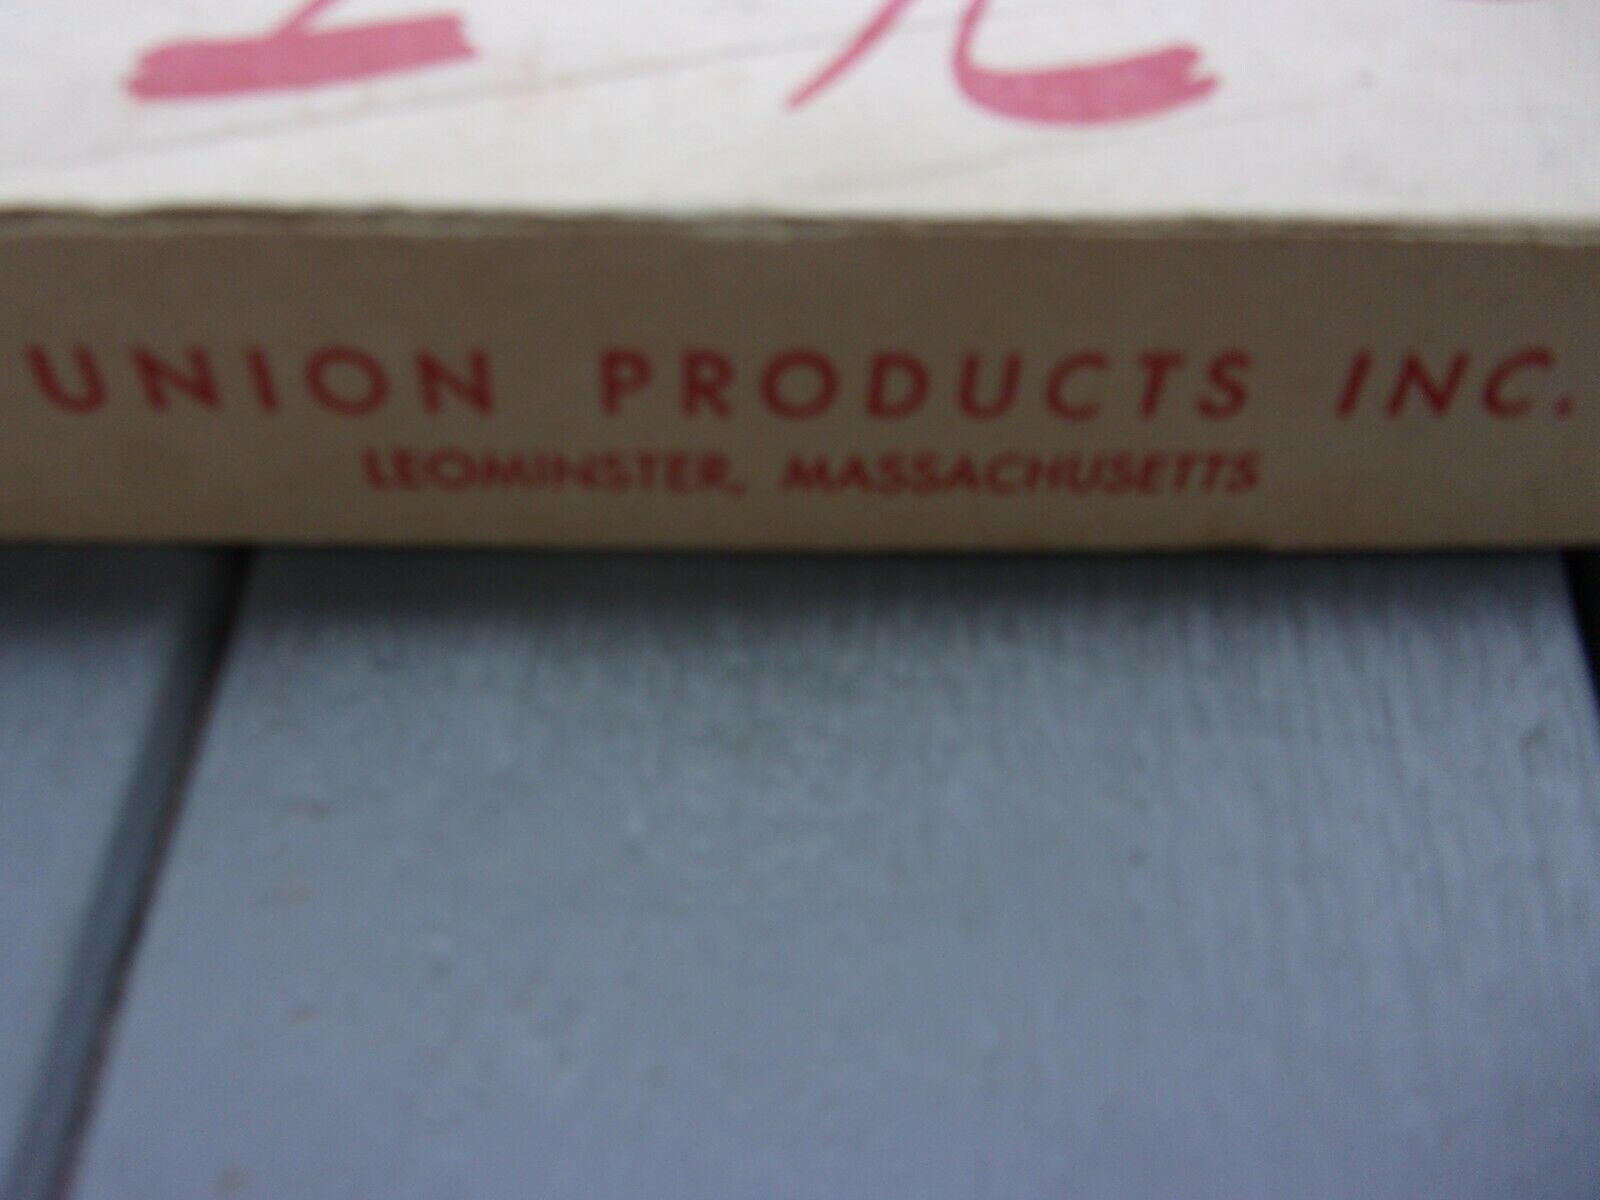 UNION PRODUCTS INC.
LEOMINSTER, MASSACHUSETTS